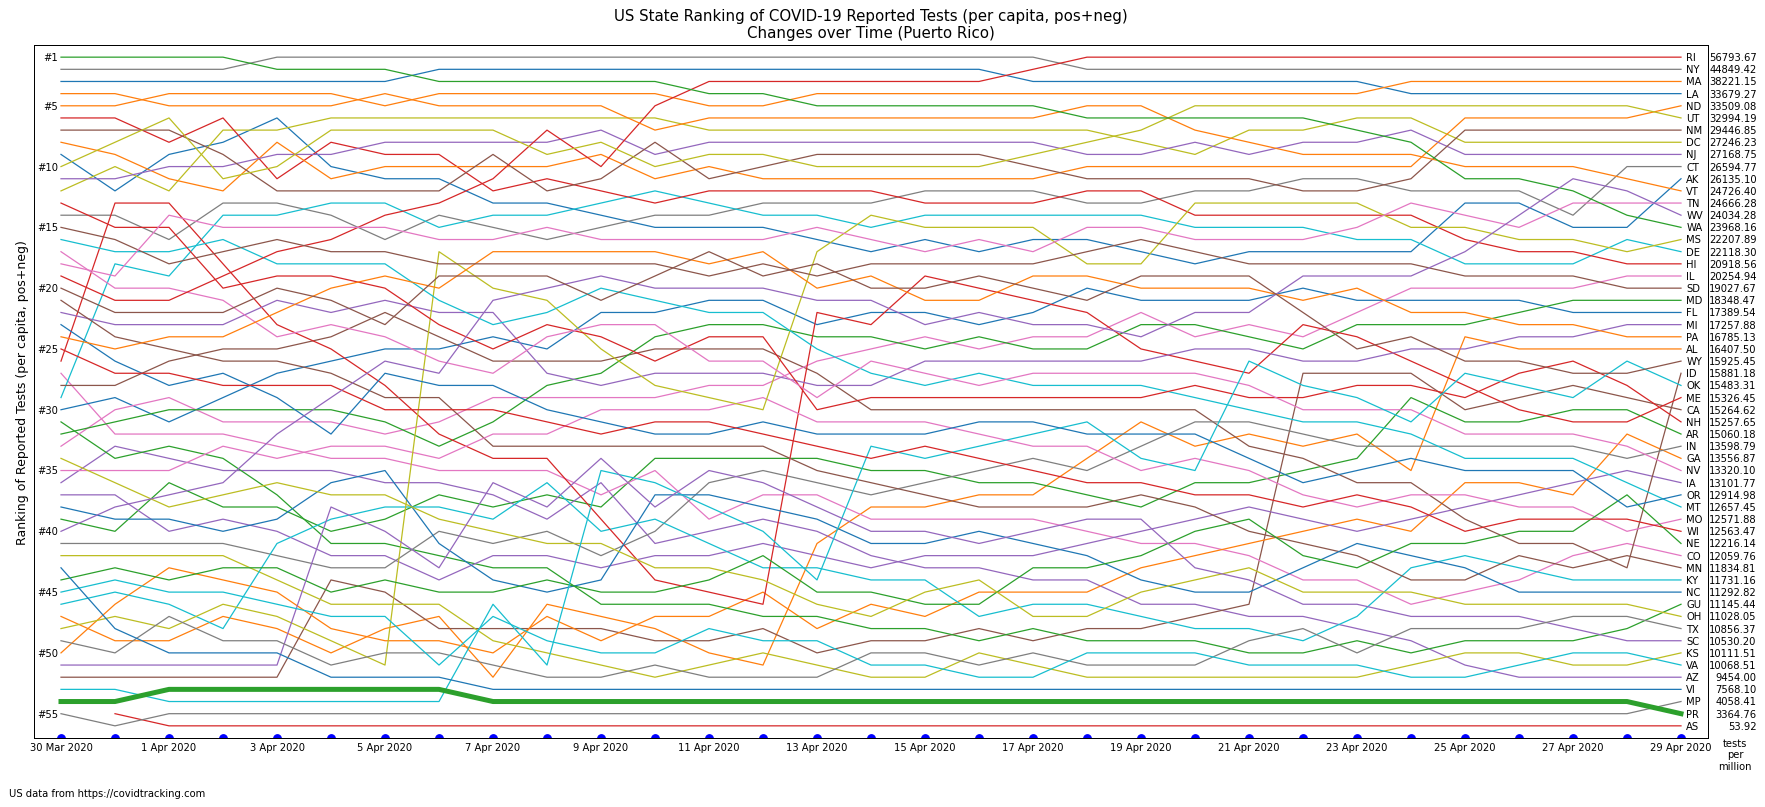 US State Ranking of COVID-19 Reported Tests (per capita, pos+neg)
Changes over Time (Puerto Rico)
Ranking of Reported Tests (per capita, pos+neg)
#1
#5
#10
#15
#20
#25
#30
#35
#40
#45
#50
#55
RI 56793.67
NY 44849.42
MA 38221.15
LA 33679.27
ND 33509.08
UT 32994.19
NM 29446.85
DC 27246.23
NJ 27168.75
CT 26594.77
AK 26135.10
VT 24726.40
TN 24666.28
WV 24034.28
WA 23968.16
MS 22207.89
DE 22118.30
HI 20918.56
IL 20254.94
SD 19027.67
MD 18348.47
FL 17389.54
MI 17257.88
PA 16785.13
AL 16407.50
WY 15925.45
ID 15881.18
OK 15483.31
ME 15326.45
CA 15264.62
NH 15257.65
AR 15060.18
IN 13598.79
GA 13556.87
NV 13320.10
IA 13101.77
OR 12914.98
MT 12657.45
MO 12571.88
WI 12563.47
NE 12216.14
CO 12059.76
MN 11834.81
KY 11731.16
NC 11292.82
GU 11145.44
OH 11028.05
TX 10856.37
SC 10530.20
KS 10111.51
VA 10068.51
AZ 9454.00
VI 7568.10
MP 4058.41
PR 3364.76
AS 53.92
30 Mar 2020 1 Apr 2020 3 Apr 2020 5 Apr 2020 7 Apr 2020 9 Apr 2020 11 Apr 2020 13 Apr 2020 15 Apr 2020 17 Apr 2020 19 Apr 2020 21 Apr 2020 23 Apr 2020 25 Apr 2020 27 Apr 2020 29 Apr 2020
tests
per
million
US data from https://covidtracking.com